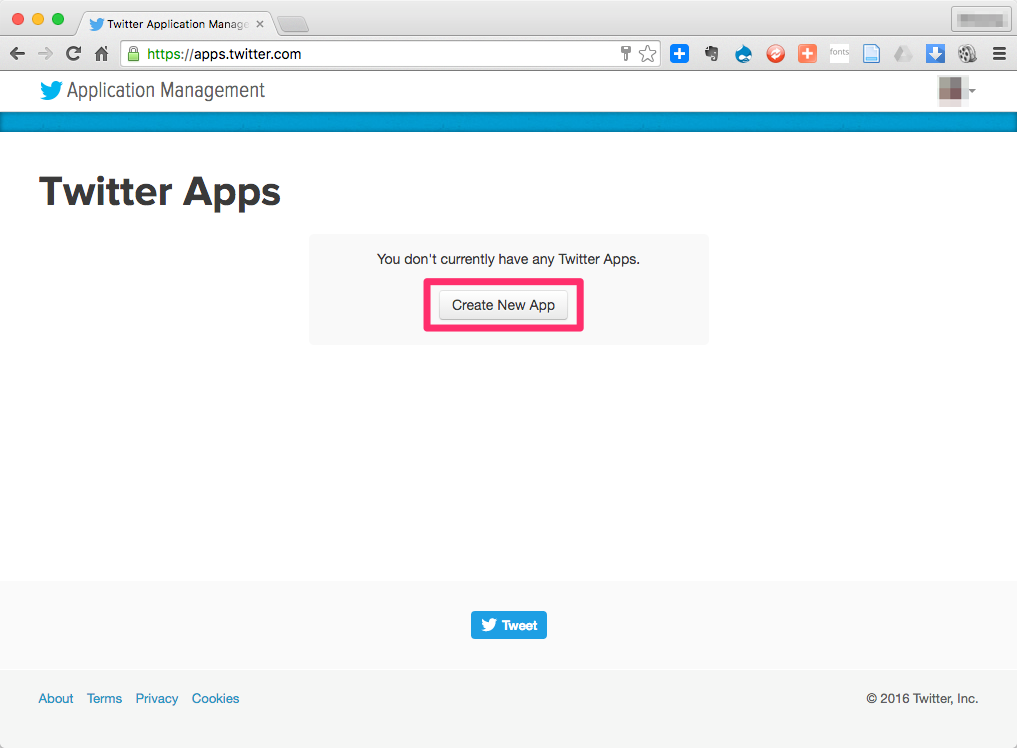 Twitter Application Manage
https://apps.twitter.com
fonts
Application Management
Twitter Apps
You don't currently have any Twitter Apps.
Create New App
Tweet
About Terms Privacy Cookies
© 2016 Twitter, Inc.